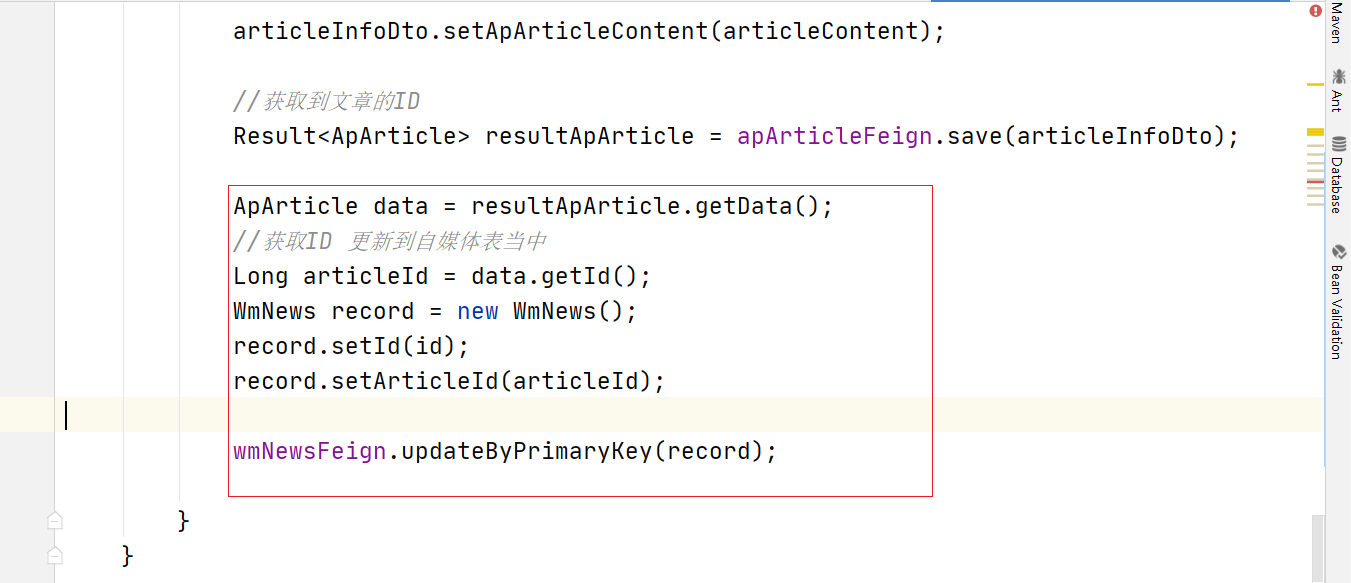 articleInfoDto.setApArticleContent(articleContent);
//获取到文章的ID
Result<ApArticle> resultApArticle = apArticleFeign.save(articleInfoDto);
ApArticle data = resultApArticle.getData();
//获取ID 更新到自媒体表当中
Long articleId = data.getId();
WmNews record = new WmNews();
record.setId(id);
record.setArticleId(articleId);
wmNewsFeign.updateByPrimaryKey(record);
}
}
Maven
Ant
Database
Bean Validation